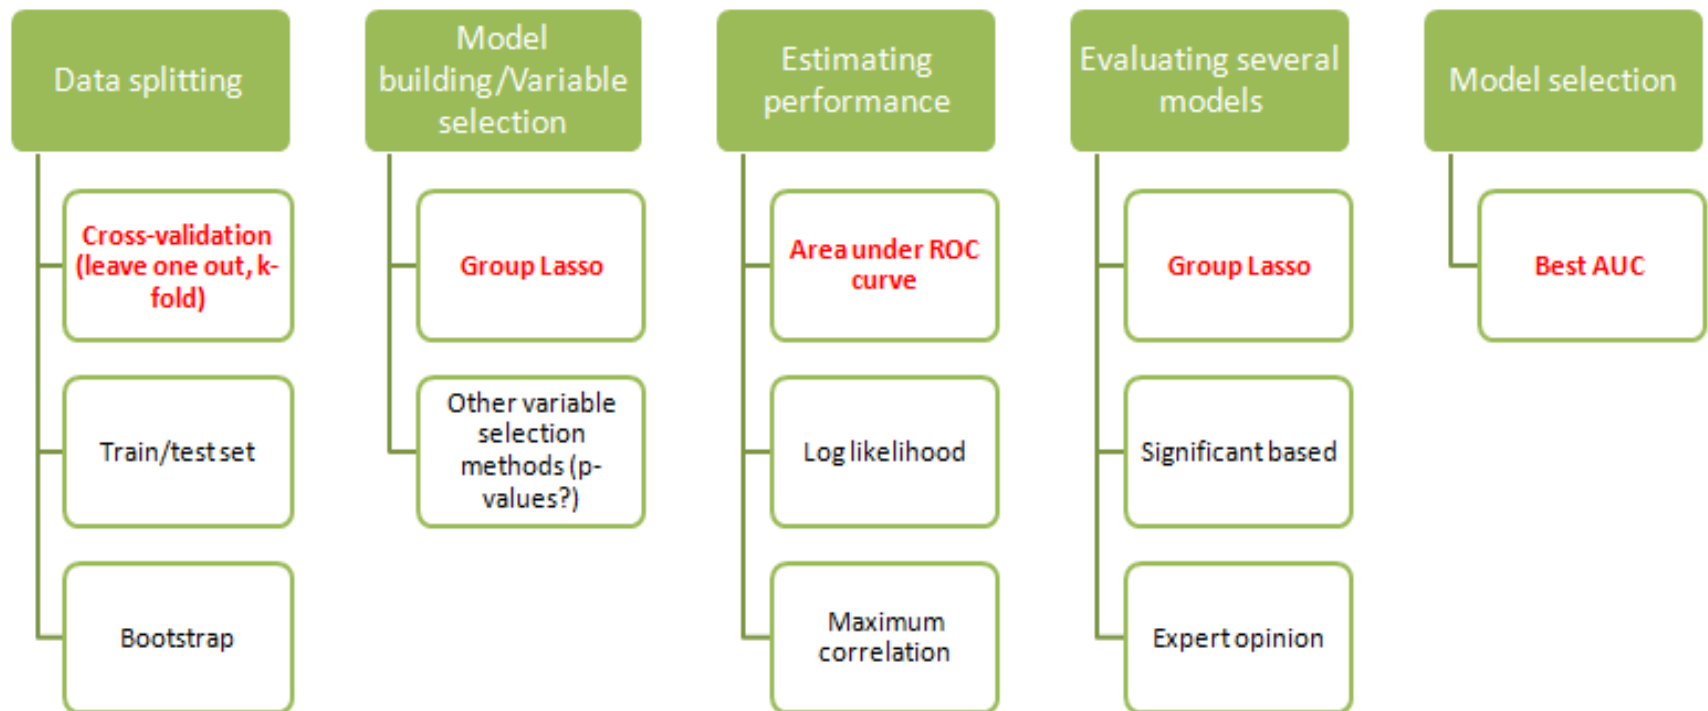 Data splitting
Cross-validation
(leave one out, k-
fold)
Train/test set
Bootstrap
Model
building/Variable
selection
Group Lasso
Other variable
selection
methods (p-
values?)
Estimating
performance
Area under ROC
curve
Log likelihood
Maximum
correlation
Evaluating several
models
Group Lasso
Significant based
Expert opinion
Model selection
Best AUC